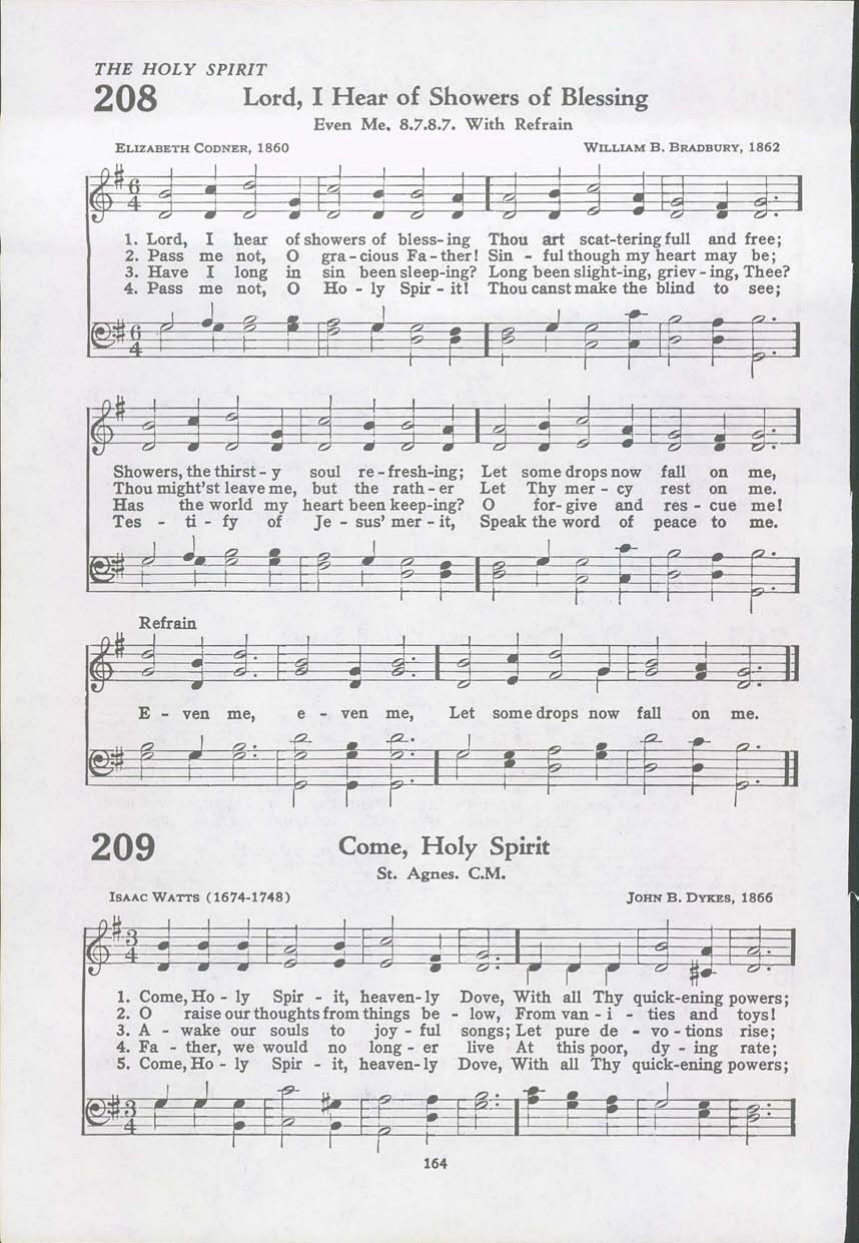 THE HOLY SPIRIT
208 Lord, I Hear of Showers of Blessing
Even Me. 8.7.8.7. With Refrain
ELIZABETH CODNER, 1860 WILLIAM B. BRADBURY, 1862
6
4
1. Lord, I hear of showers of bless-ing Thou art scat-tering full and free;
2. Pass me not, O gra-cious Fa-ther! Sin - ful though my heart may be;
3. Have I long in sin been sleep-ing? Long been slight-ing, griev-ing, Thee?
4. Pass me not, O Ho - ly Spir - it! Thou canst make the blind to see;
6
4
Showers, the thirst - y soul re - fresh-ing; Let some drops now fall on me,
Thou might'st leave me, but the rath - er Let Thy mer - cy rest on me.
Has the world my heart been keep-ing? O for - give and res - cue me!
Tes - ti - fy of Je - sus' mer - it, Speak the word of peace to me.
Refrain
E - ven me, e - ven me, Let some drops now fall on me.
209 Come, Holy Spirit
St. Agnes. C.M.
ISAAC WATTS (1674-1748) JOHN B. DYKES, 1866
3
4
1. Come, Ho - ly Spir - it, heaven-ly Dove, With all Thy quick-ening powers;
2. O raise our thoughts from things be - low, From van - i - ties and toys!
3. A - wake our souls to joy - ful songs; Let pure de - vo - tions rise;
4. Fa - ther, we would no long - er live At this poor, dy - ing rate;
5. Come, Ho - ly Spir - it, heaven-ly Dove, With all Thy quick-ening powers;
3
4
164